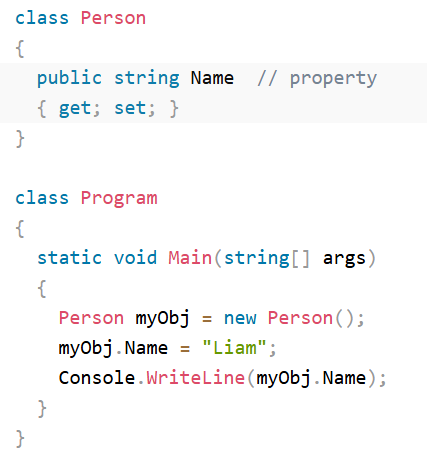 class Person
{
  public string Name  // property
  { get; set; }
}

class Program
{
  static void Main(string[] args)
  {
    Person myObj = new Person();
    myObj.Name = "Liam";
    Console.WriteLine(myObj.Name);
  }
}